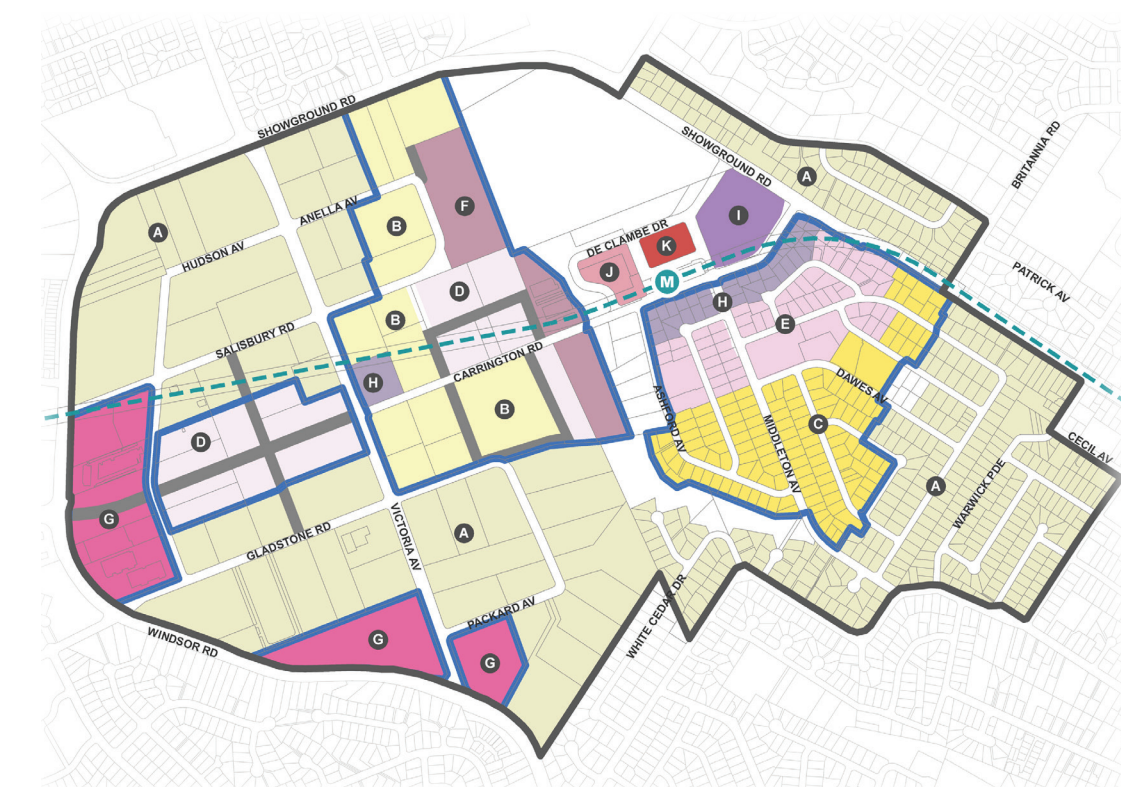 SHOWGROUND RD
SHOWGROUND RD
BRITANNIA RD
A
A
ANELLA AV
B
F
I
HUDSON AV
DE CLAMBE DR
K
J
M
PATRICK AV
D
H
E
SALISBURY RD
B
CARRINGTON RD
H
DAWES AV
ASHFORD AV
B
MIDDLETON AV
C
D
CECIL AV
A
WARWICK PDE
G
GLADSTONE RD
VICTORIA AV
A
WHITE CEDAR DR
PACKARD AV
WINDSOR RD
G
G